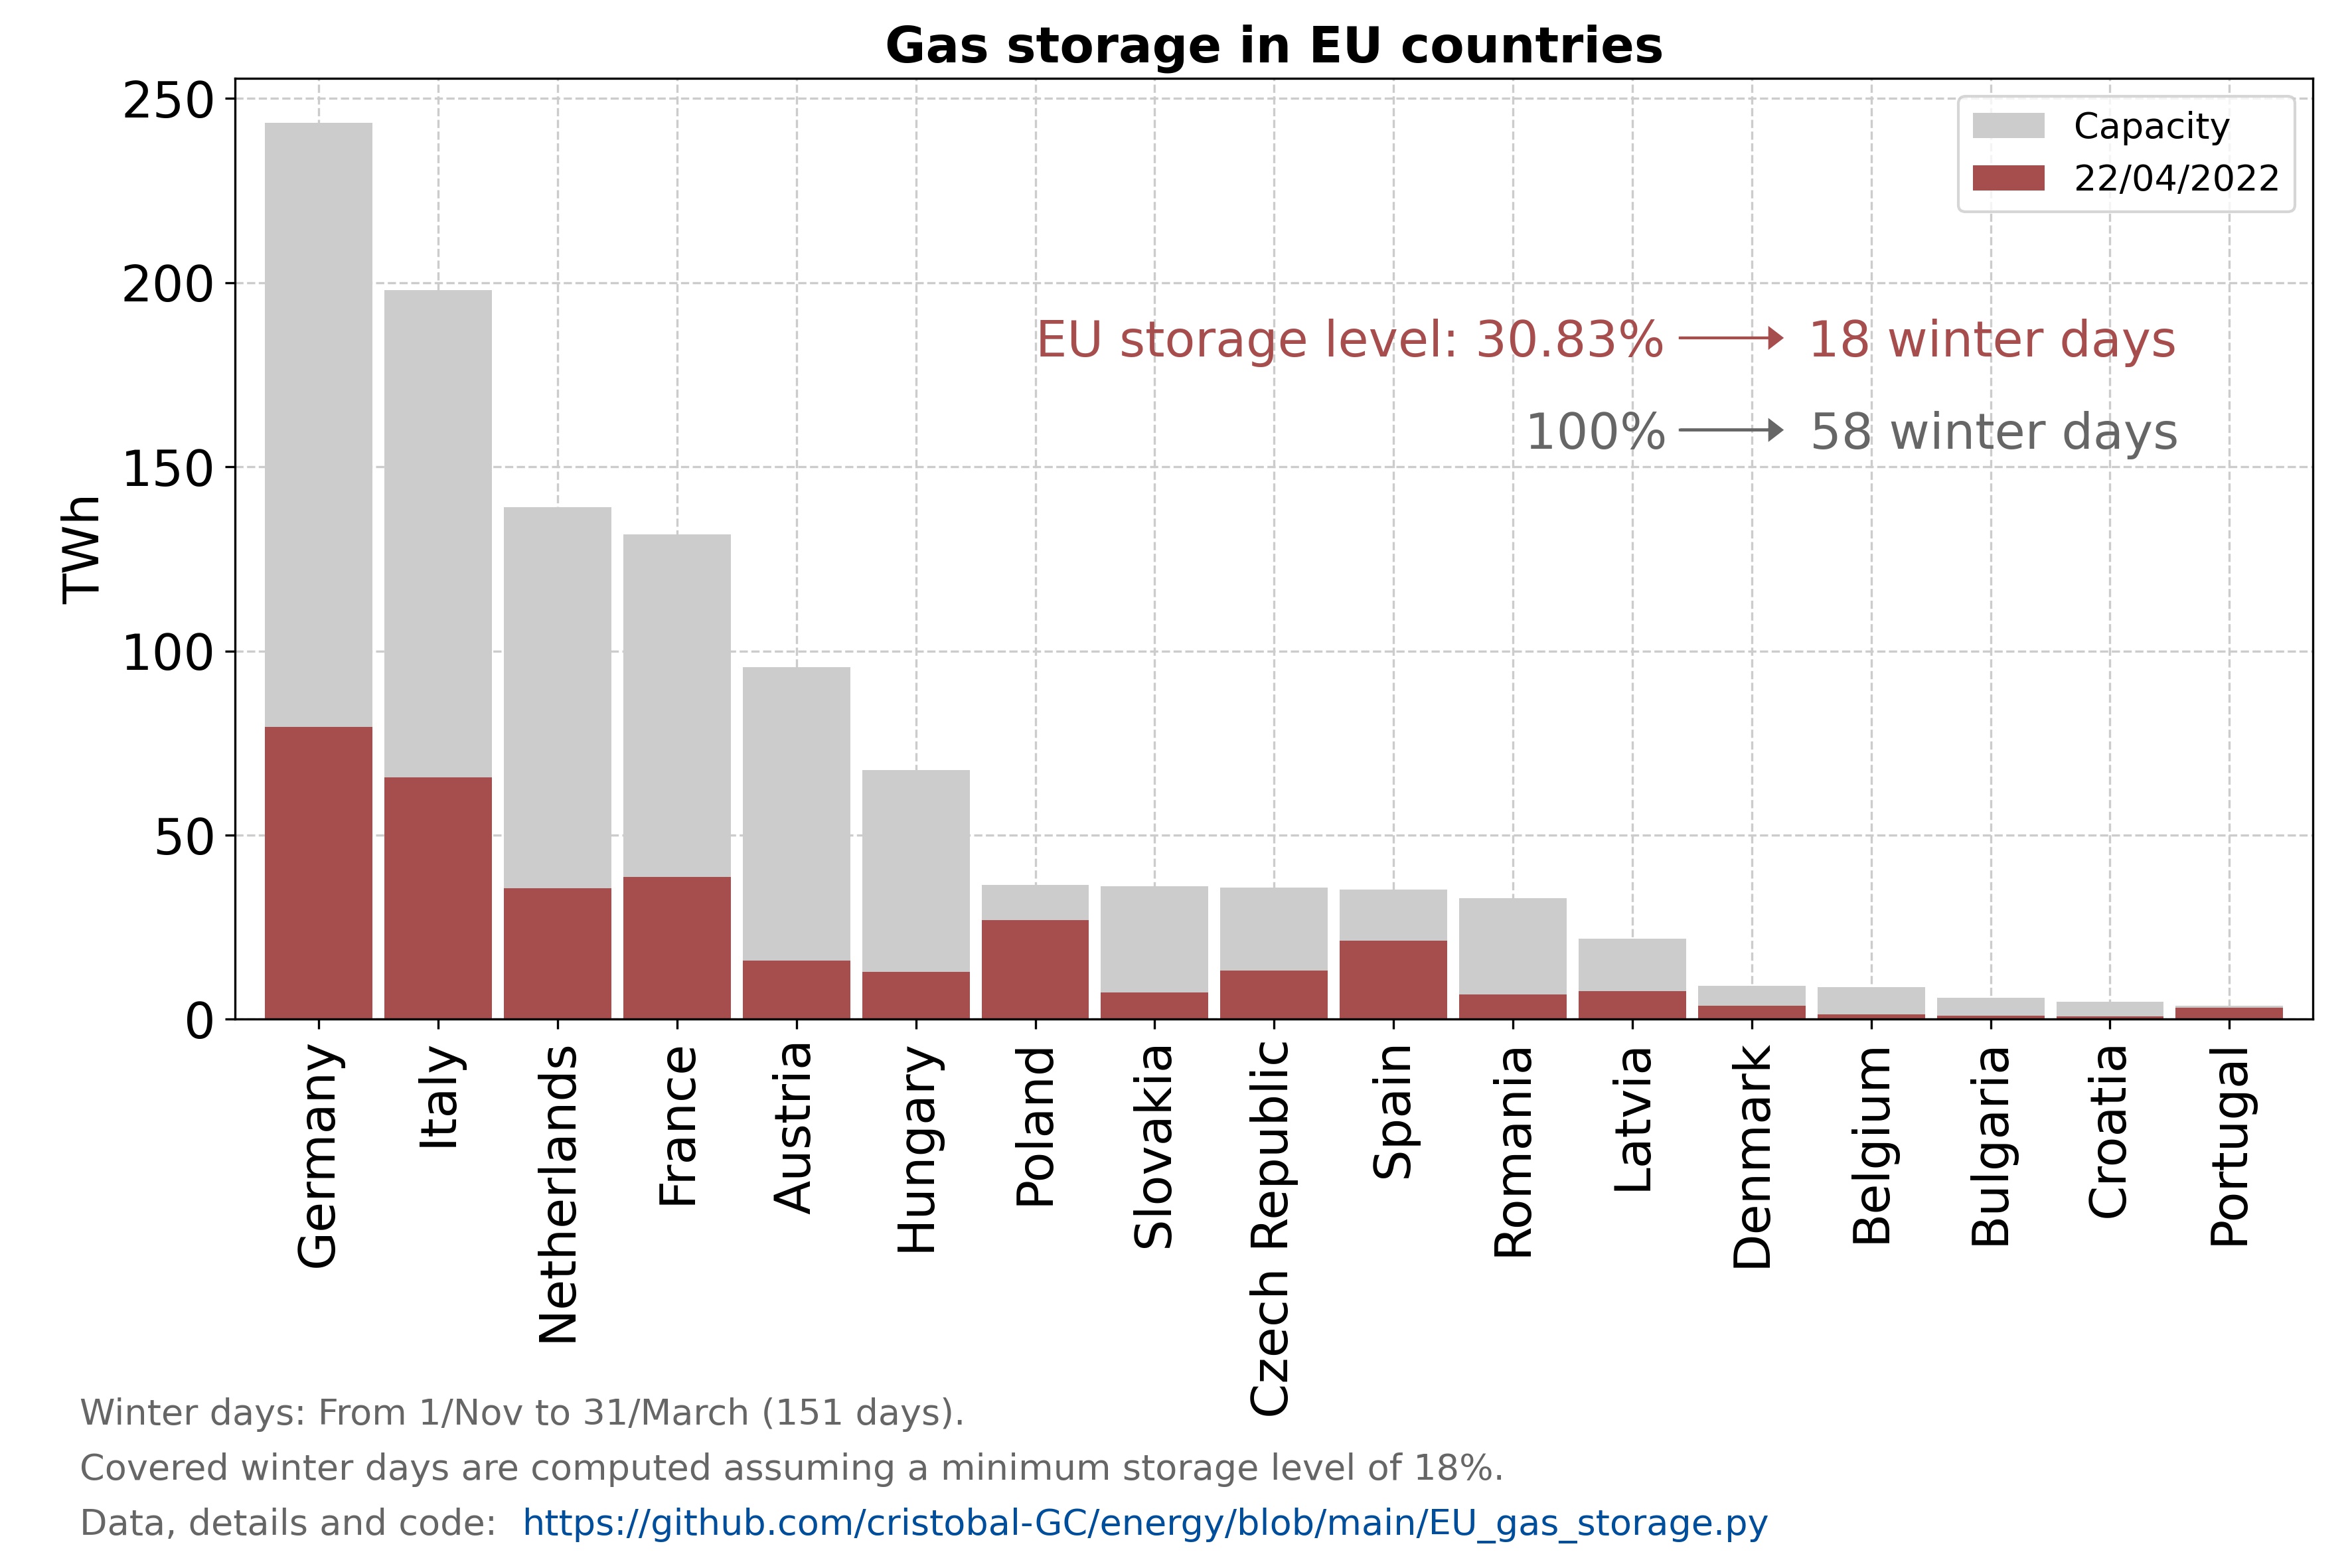 Gas storage in EU countries
250
200
150
100
50
0
TWh
Capacity
22/04/2022
EU storage level: 30.83% 18 winter days
100% 58 winter days
Germany
Italy
Netherlands
France
Austria
Hungary
Poland
Slovakia
Czech Republic
Spain
Romania
Latvia
Denmark
Belgium
Bulgaria
Croatia
Portugal
Winter days: From 1/Nov to 31/March (151 days).
Covered winter days are computed assuming a minimum storage level of 18%.
Data, details and code: https://github.com/cristobal-GC/energy/blob/main/EU_gas_storage.py